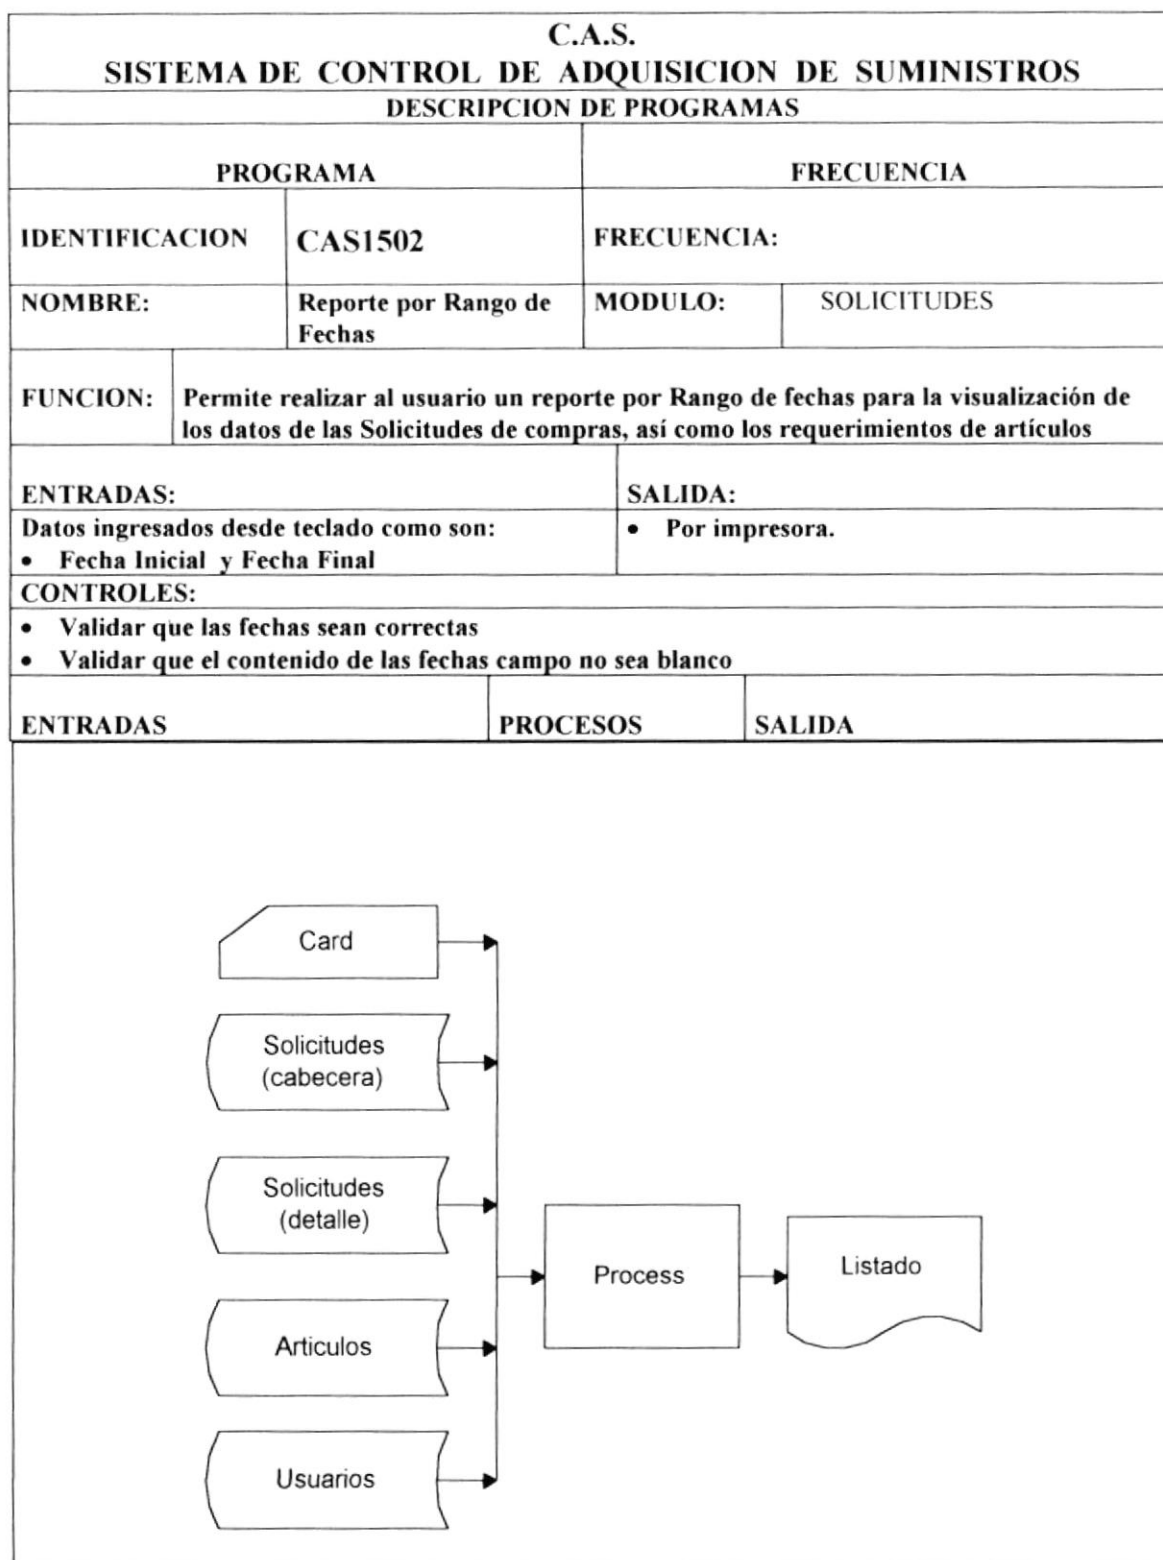 C.A.S.
SISTEMA DE CONTROL DE ADQUISICION DE SUMINISTROS
DESCRIPCION DE PROGRAMAS
PROGRAMA
FRECUENCIA
IDENTIFICACION
CAS1502
FRECUENCIA:
NOMBRE:
Reporte por Rango de
Fechas
MODULO:
SOLICITUDES
FUNCION:
Permite realizar al usuario un reporte por Rango de fechas para la visualización de
los datos de las Solicitudes de compras, así como los requerimientos de artículos
ENTRADAS:
SALIDA:
Datos ingresados desde teclado como son:
• Fecha Inicial y Fecha Final
• Por impresora.
CONTROLES:
• Validar que las fechas sean correctas
• Validar que el contenido de las fechas campo no sea blanco
ENTRADAS
PROCESOS
SALIDA
Card
Solicitudes
(cabecera)
Solicitudes
(detalle)
Articulos
Usuarios
Process
Listado